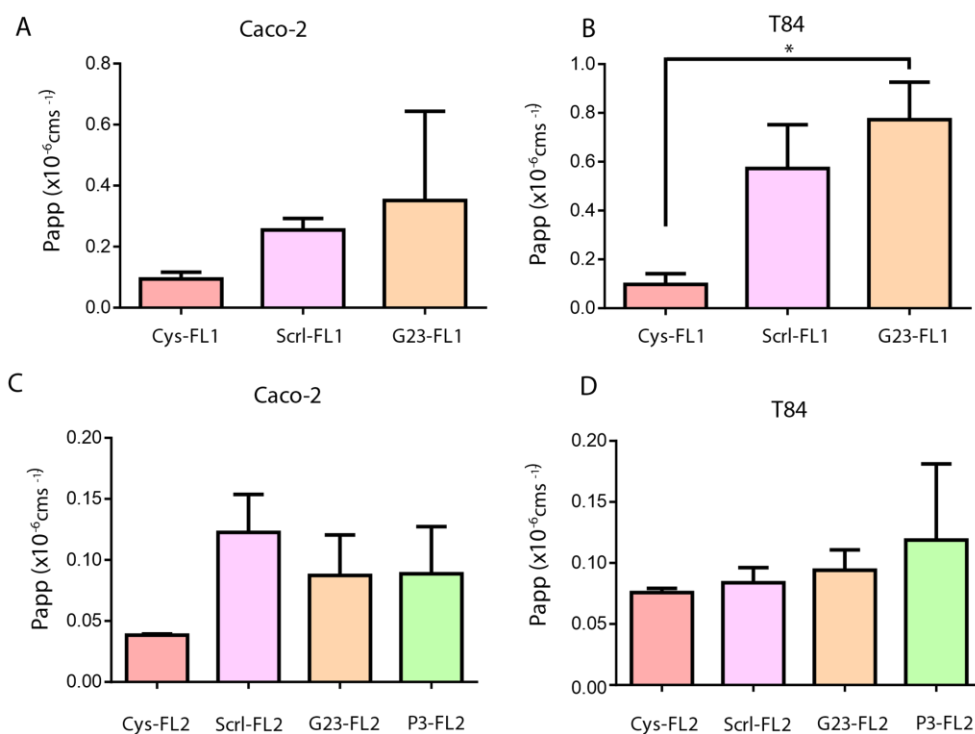 A
Caco-2
Papp (x10⁻⁶cms ⁻¹)
0.8
0.6
0.4
0.2
0.0
Cys-FL1 Scrl-FL1 G23-FL1
B
T84
*
Papp (x10⁻⁶cms ⁻¹)
1.0
0.8
0.6
0.4
0.2
0.0
Cys-FL1 Scrl-FL1 G23-FL1
C
Caco-2
Papp (x10⁻⁶cms ⁻¹)
0.20
0.15
0.10
0.05
0.00
Cys-FL2 Scrl-FL2 G23-FL2 P3-FL2
D
T84
Papp (x10⁻⁶cms ⁻¹)
0.20
0.15
0.10
0.05
0.00
Cys-FL2 Scrl-FL2 G23-FL2 P3-FL2